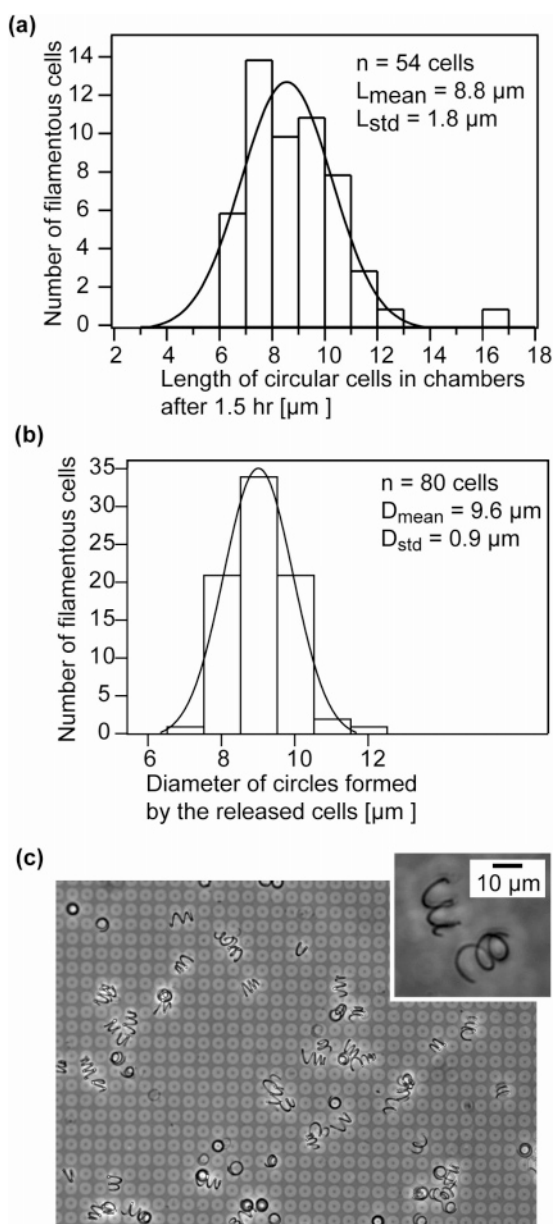 (a)
14
12
10
8
6
4
2
0
Number of filamentous cells
n = 54 cells
Lmean = 8.8 µm
Lstd = 1.8 µm
2 4 6 8 10 12 14 16 18
Length of circular cells in chambers
after 1.5 hr [µm ]
(b)
35
30
25
20
15
10
5
0
Number of filamentous cells
n = 80 cells
Dmean = 9.6 µm
Dstd = 0.9 µm
6 8 10 12
Diameter of circles formed
by the released cells [µm ]
(c)
10 µm